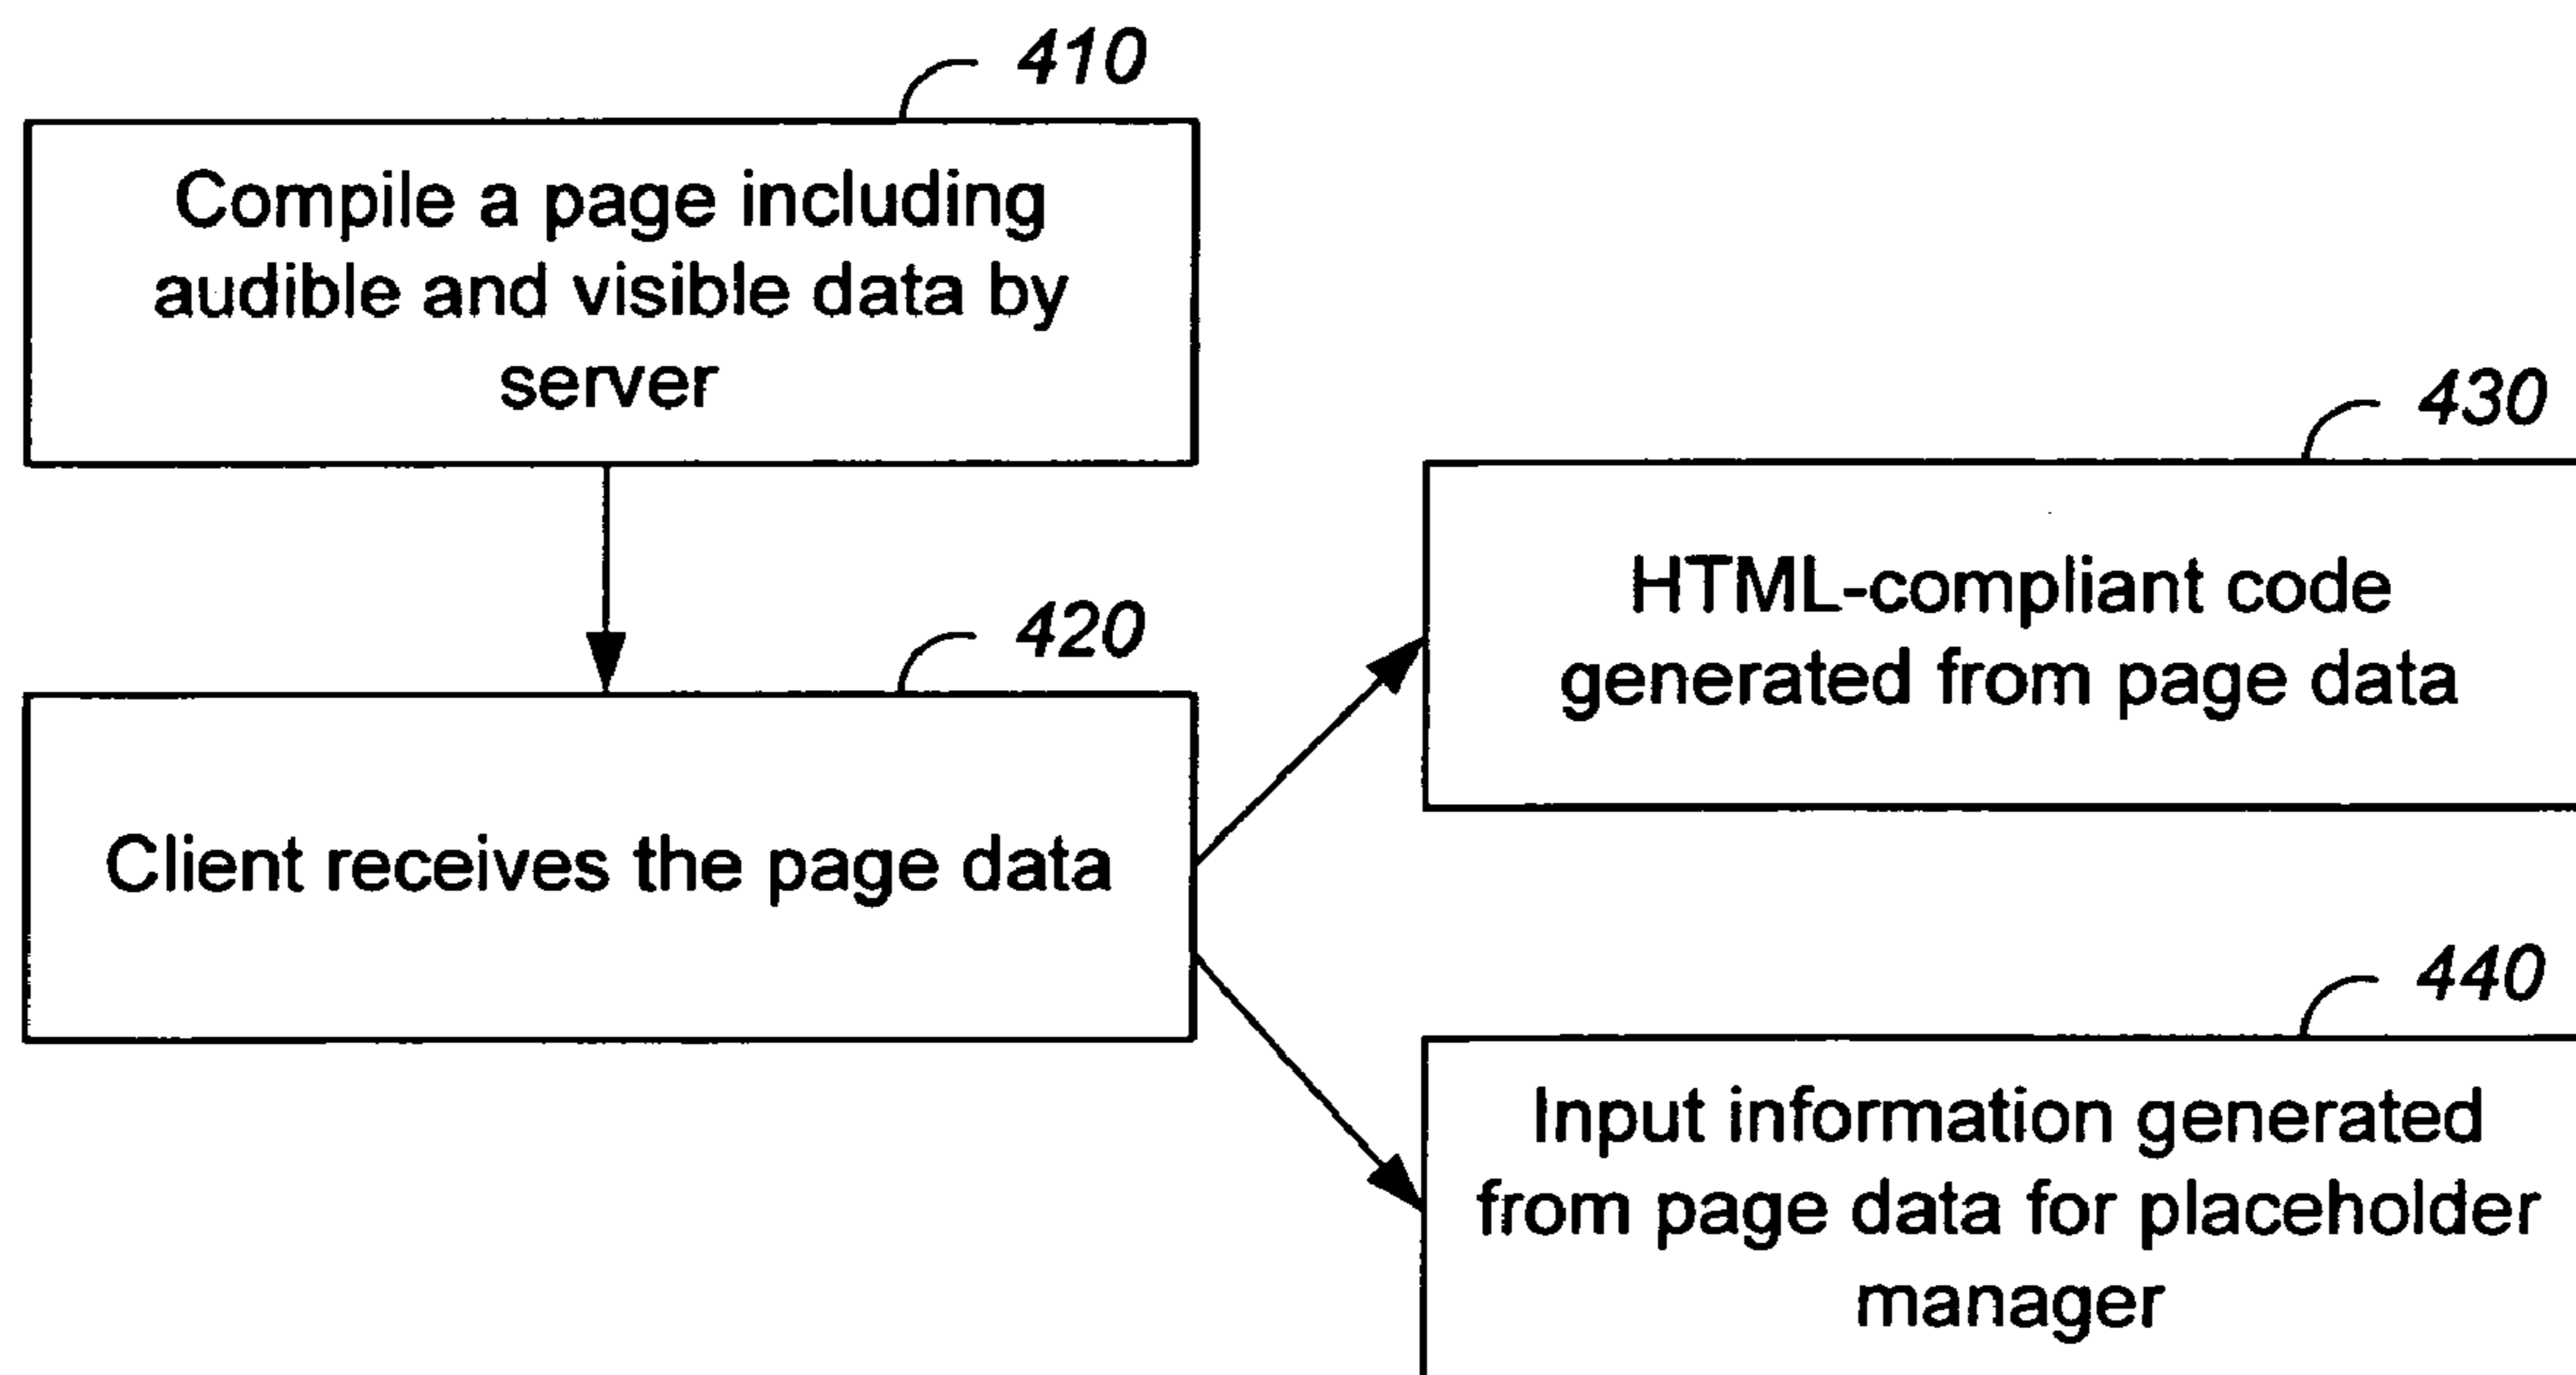 410
Compile a page including
audible and visible data by
server
420
Client receives the page data
430
HTML-compliant code
generated from page data
440
Input information generated
from page data for placeholder
manager